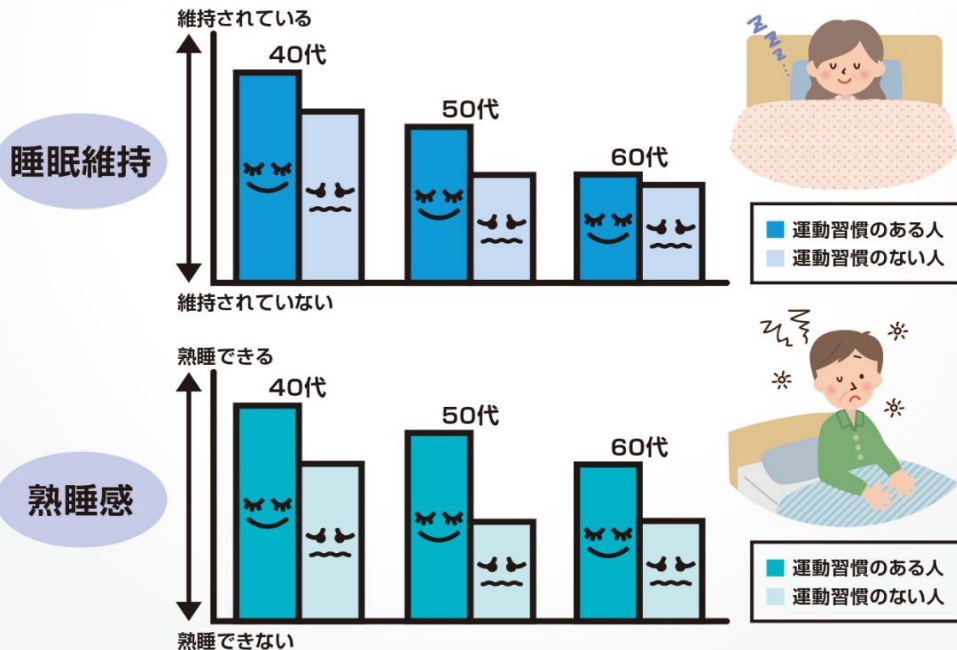 維持されている
40代
50代
60代
睡眠維持
ZZZ
運動習慣のある人
運動習慣のない人
維持されていない
熟睡できる
40代
50代
60代
熟睡感
運動習慣のある人
運動習慣のない人
熟睡できない